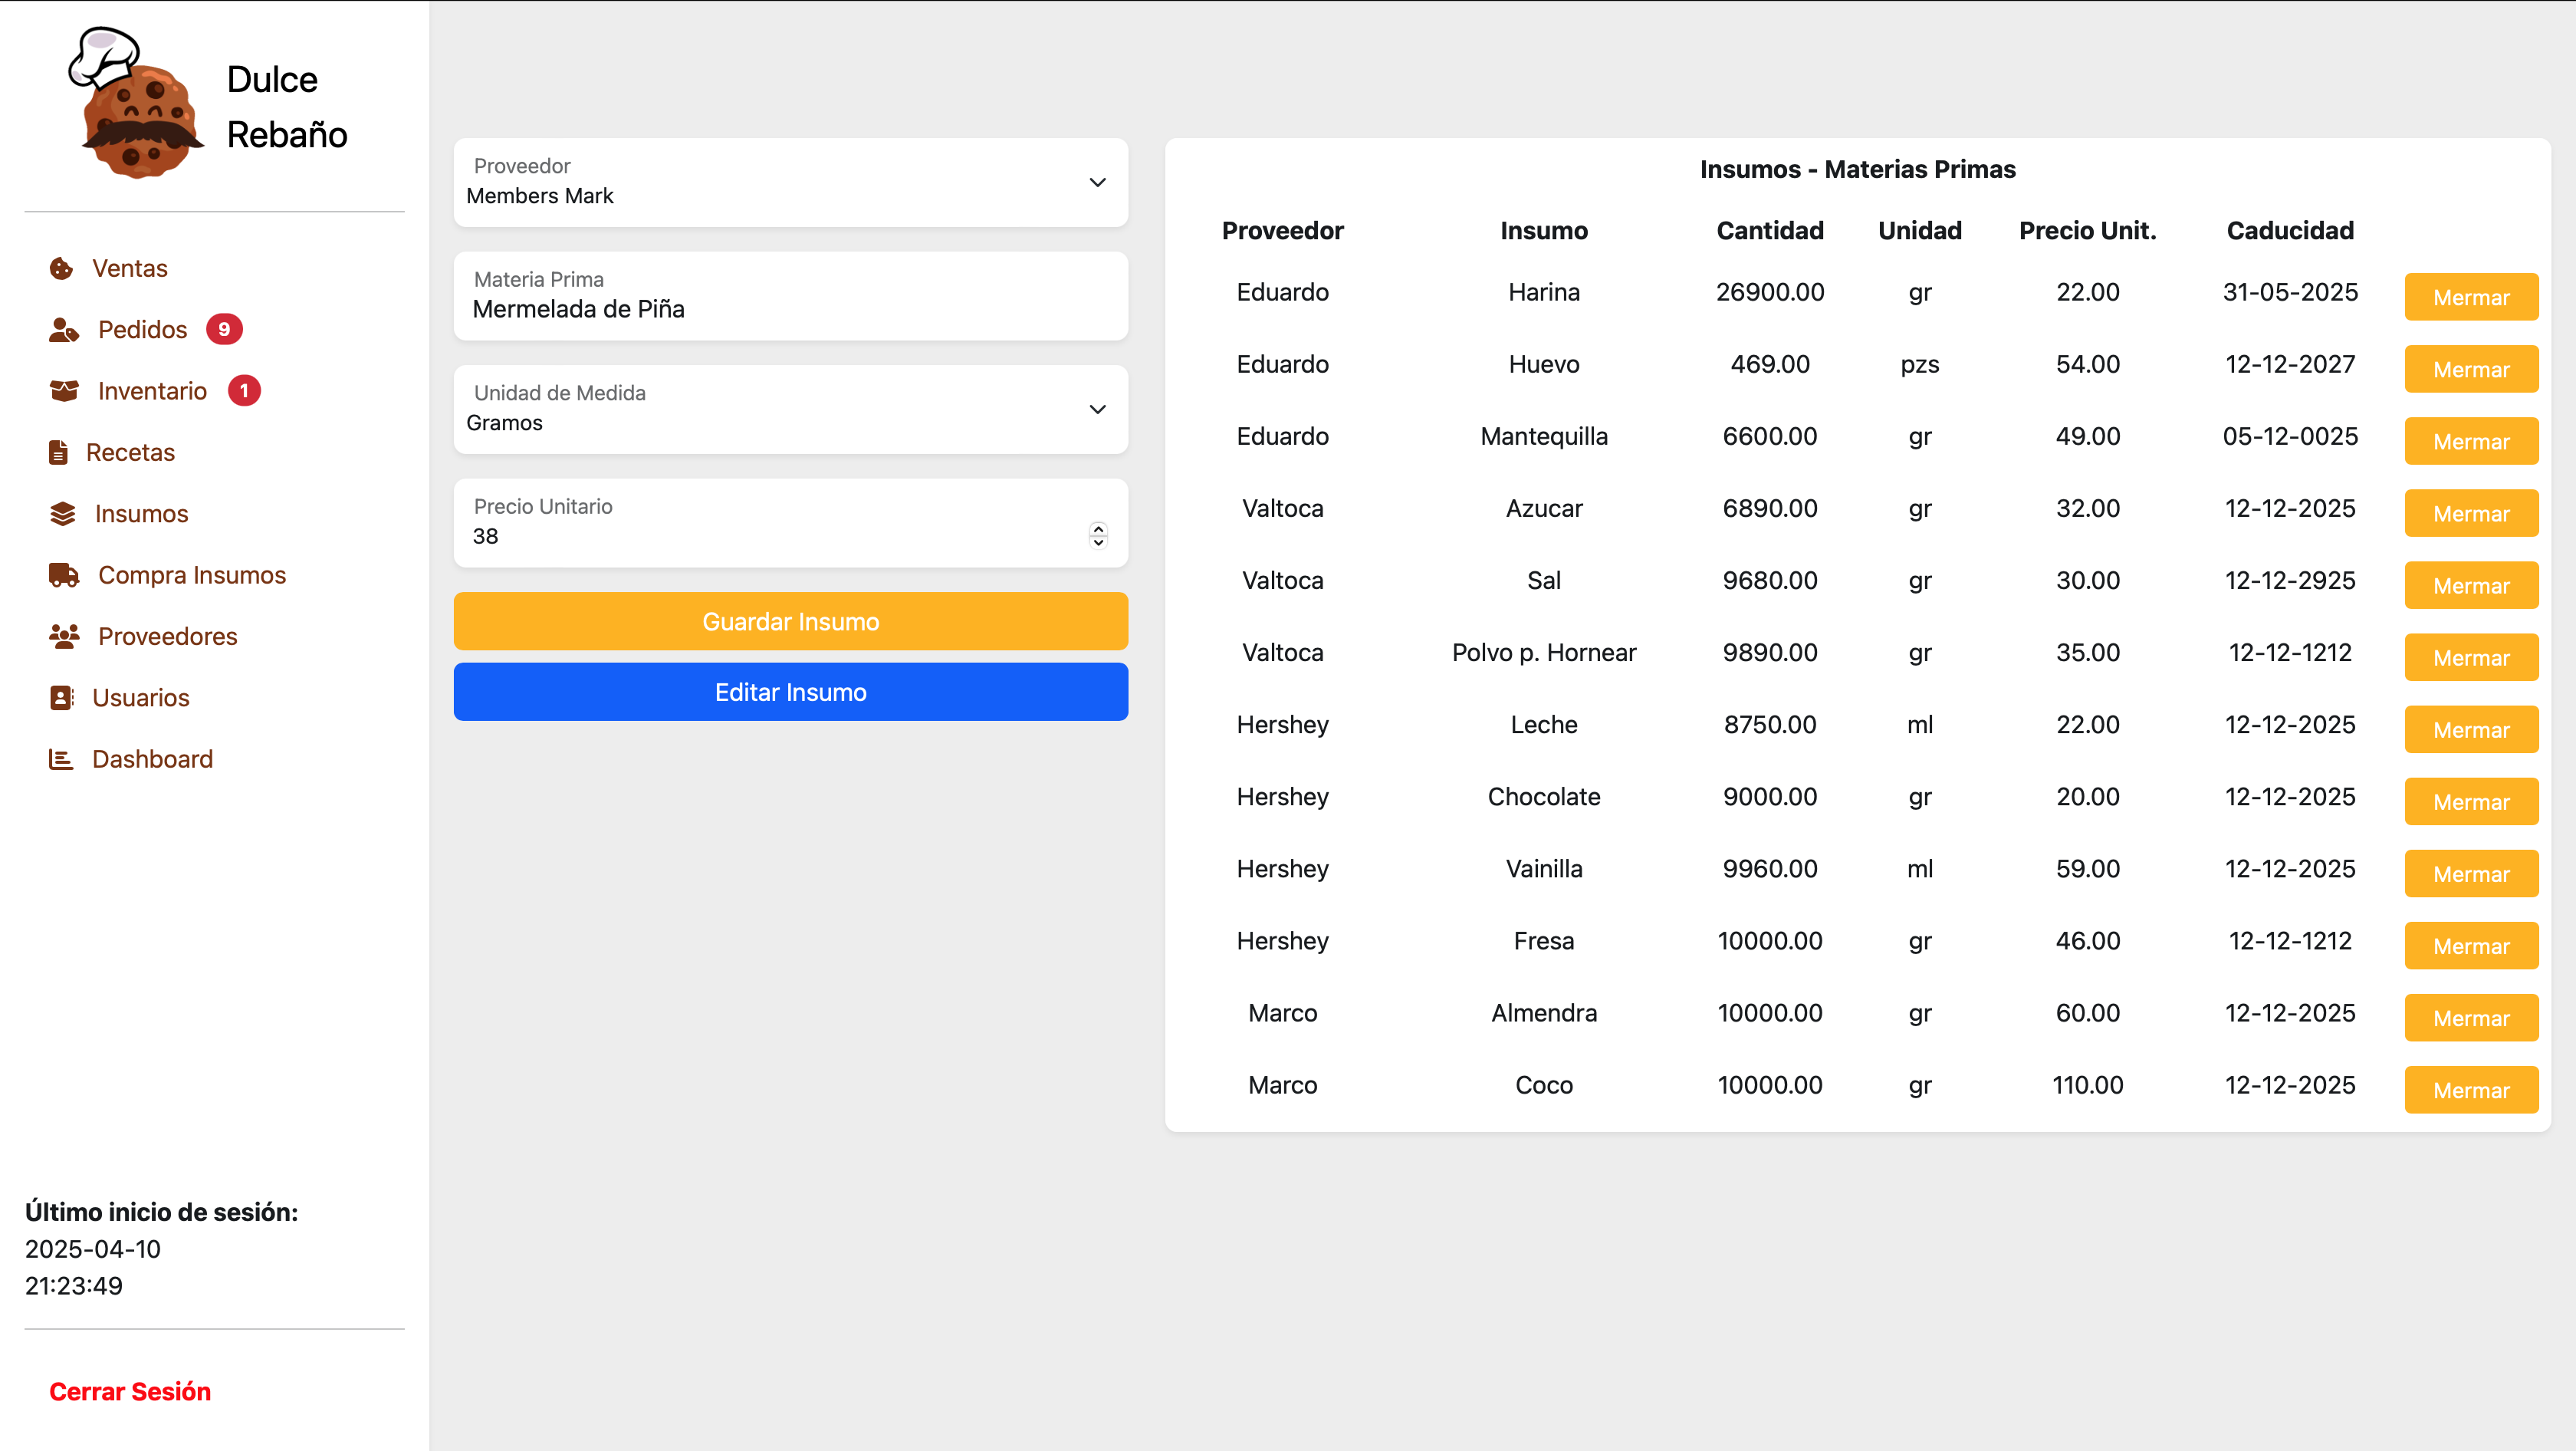 Dulce
Rebaño
Ventas
Pedidos 9
Inventario 1
Recetas
Insumos
Compra Insumos
Proveedores
Usuarios
Dashboard
Último inicio de sesión:
2025-04-10
21:23:49
Cerrar Sesión
Proveedor
Members Mark
Materia Prima
Mermelada de Piña
Unidad de Medida
Gramos
Precio Unitario
38
Guardar Insumo
Editar Insumo
Insumos - Materias Primas
Proveedor Insumo Cantidad Unidad Precio Unit. Caducidad
Eduardo Harina 26900.00 gr 22.00 31-05-2025 Mermar
Eduardo Huevo 469.00 pzs 54.00 12-12-2027 Mermar
Eduardo Mantequilla 6600.00 gr 49.00 05-12-0025 Mermar
Valtoca Azucar 6890.00 gr 32.00 12-12-2025 Mermar
Valtoca Sal 9680.00 gr 30.00 12-12-2925 Mermar
Valtoca Polvo p. Hornear 9890.00 gr 35.00 12-12-1212 Mermar
Hershey Leche 8750.00 ml 22.00 12-12-2025 Mermar
Hershey Chocolate 9000.00 gr 20.00 12-12-2025 Mermar
Hershey Vainilla 9960.00 ml 59.00 12-12-2025 Mermar
Hershey Fresa 10000.00 gr 46.00 12-12-1212 Mermar
Marco Almendra 10000.00 gr 60.00 12-12-2025 Mermar
Marco Coco 10000.00 gr 110.00 12-12-2025 Mermar